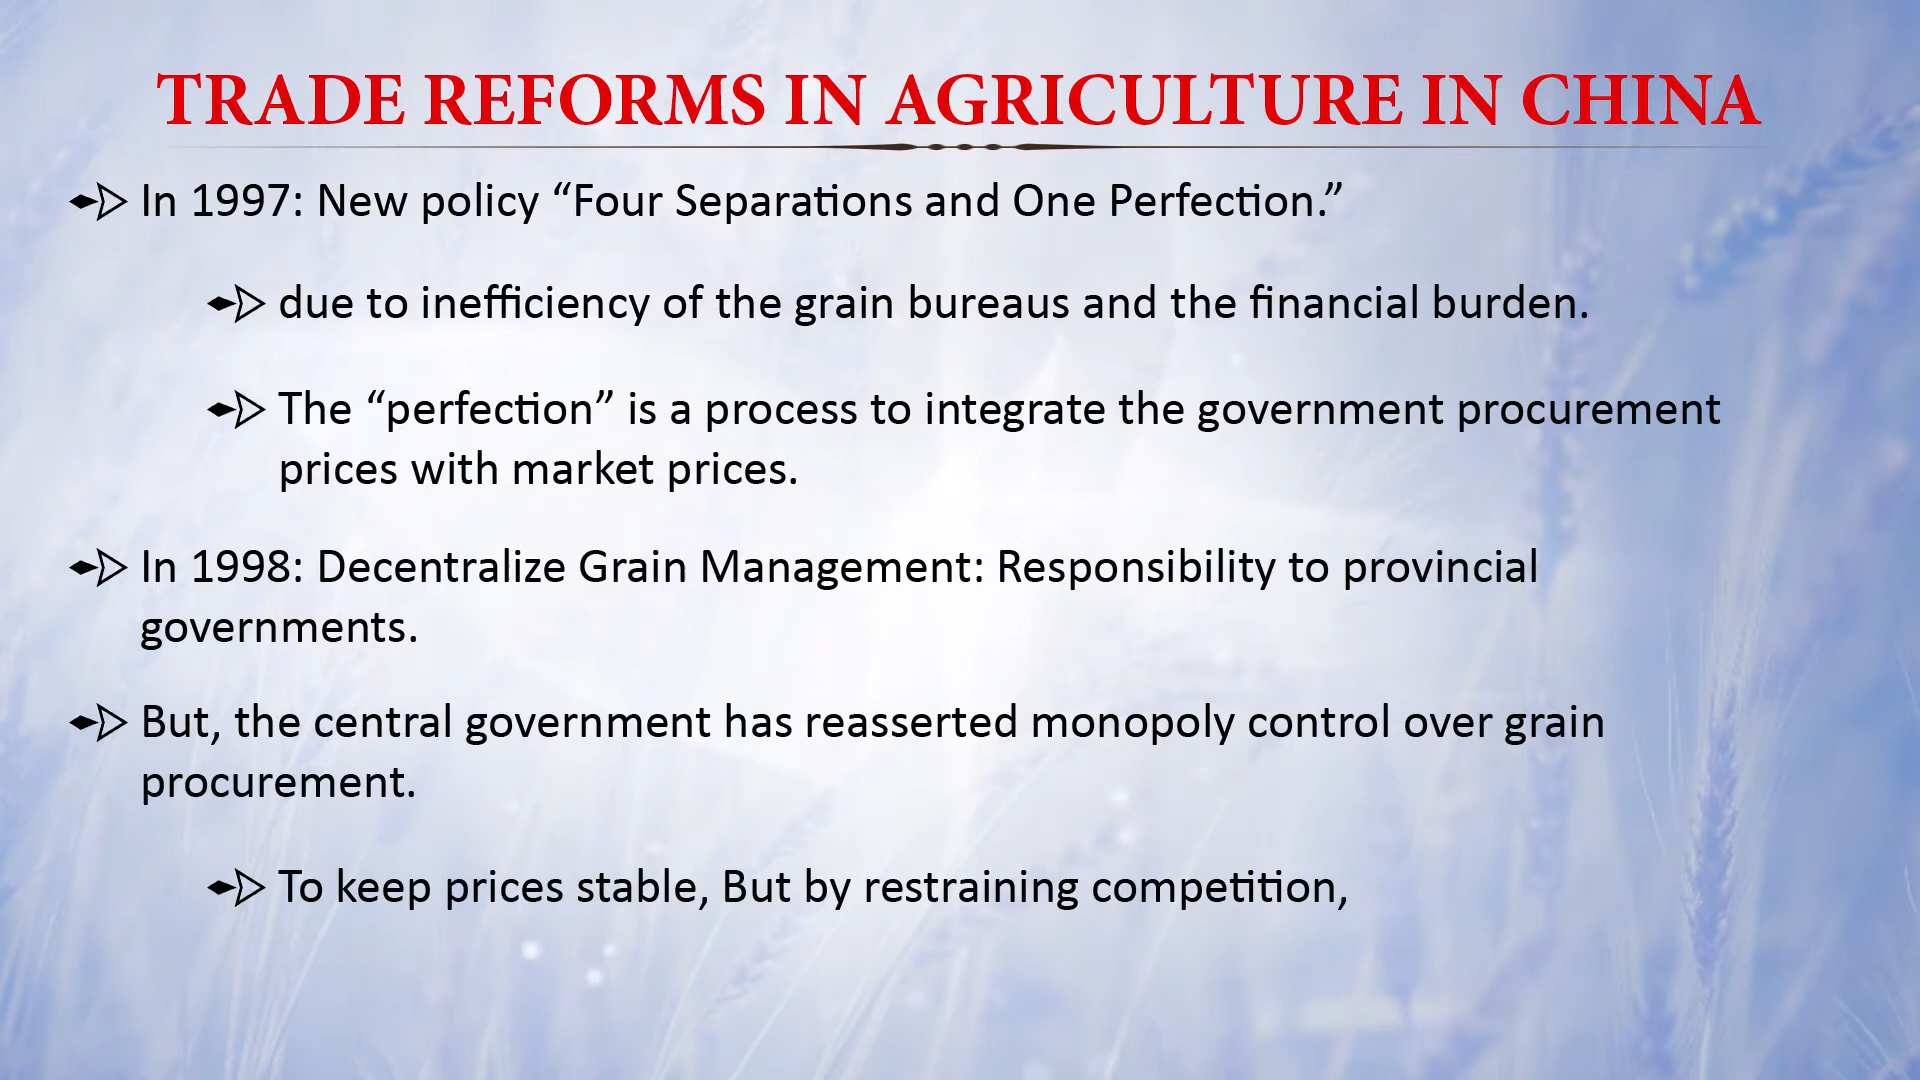 TRADE REFORMS IN AGRICULTURE IN CHINA
In 1997: New policy “Four Separations and One Perfection.”
due to inefficiency of the grain bureaus and the financial burden.
The “perfection” is a process to integrate the government procurement
prices with market prices.
In 1998: Decentralize Grain Management: Responsibility to provincial
governments.
But, the central government has reasserted monopoly control over grain
procurement.
To keep prices stable, But by restraining competition,